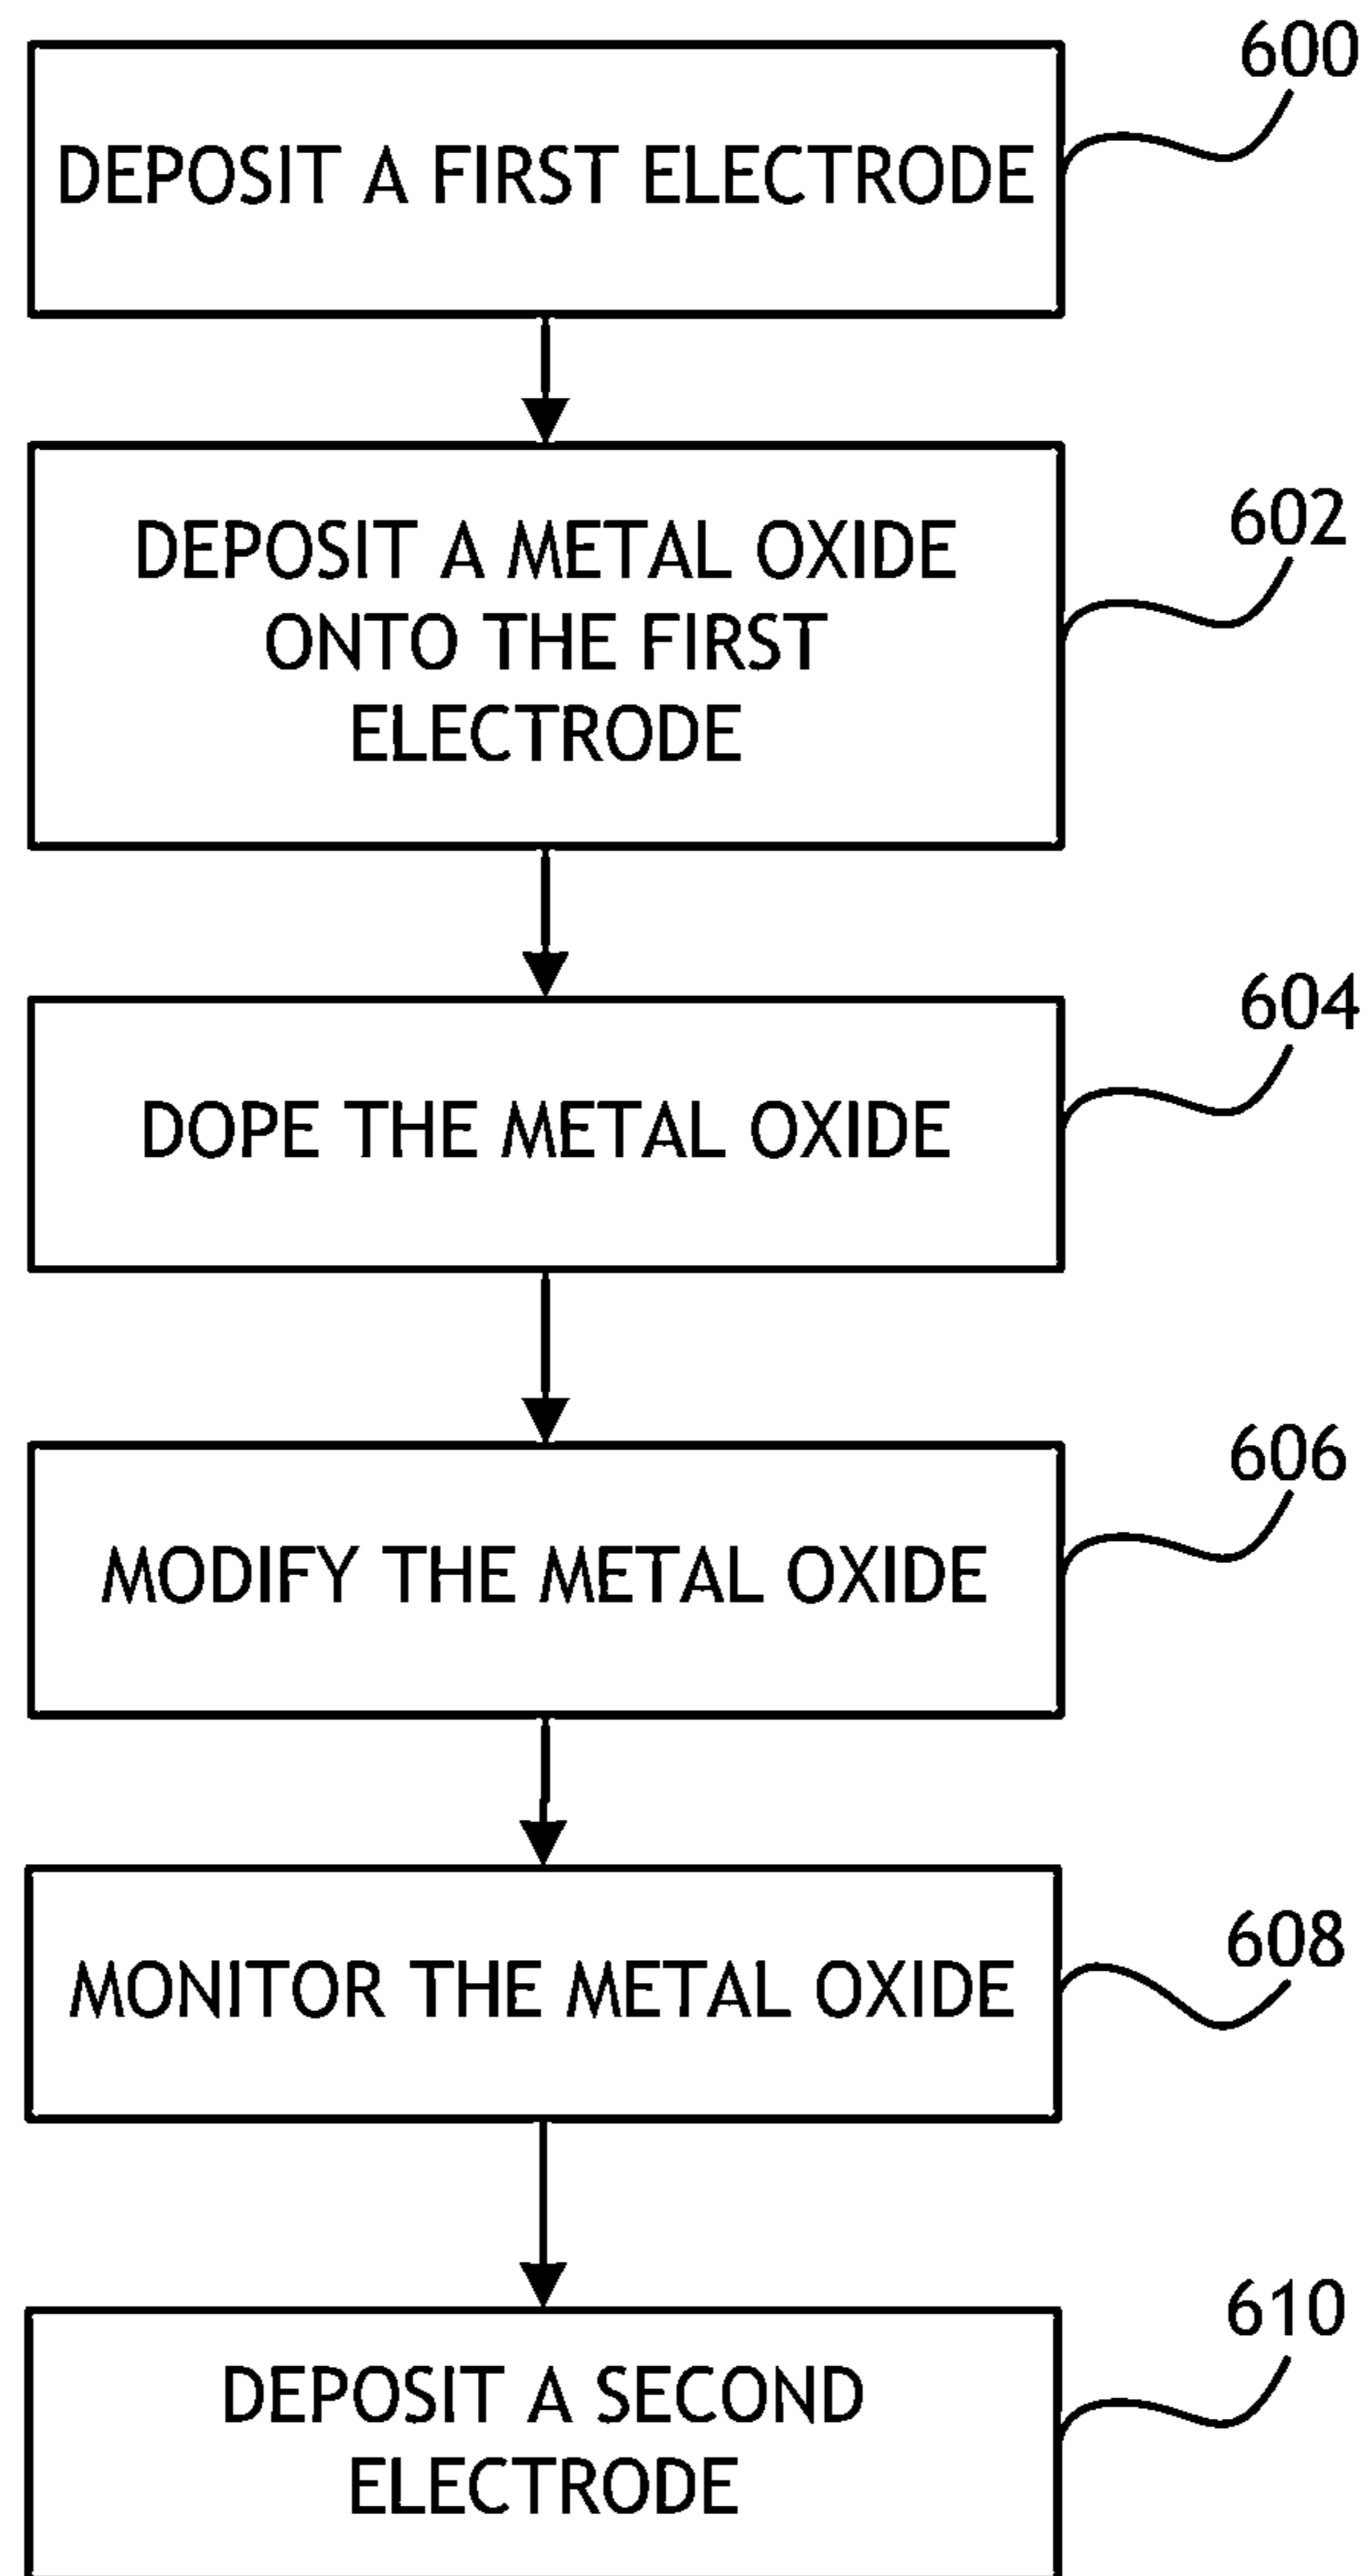 600
DEPOSIT A FIRST ELECTRODE
602
DEPOSIT A METAL OXIDE
ONTO THE FIRST
ELECTRODE
604
DOPE THE METAL OXIDE
606
MODIFY THE METAL OXIDE
608
MONITOR THE METAL OXIDE
610
DEPOSIT A SECOND
ELECTRODE